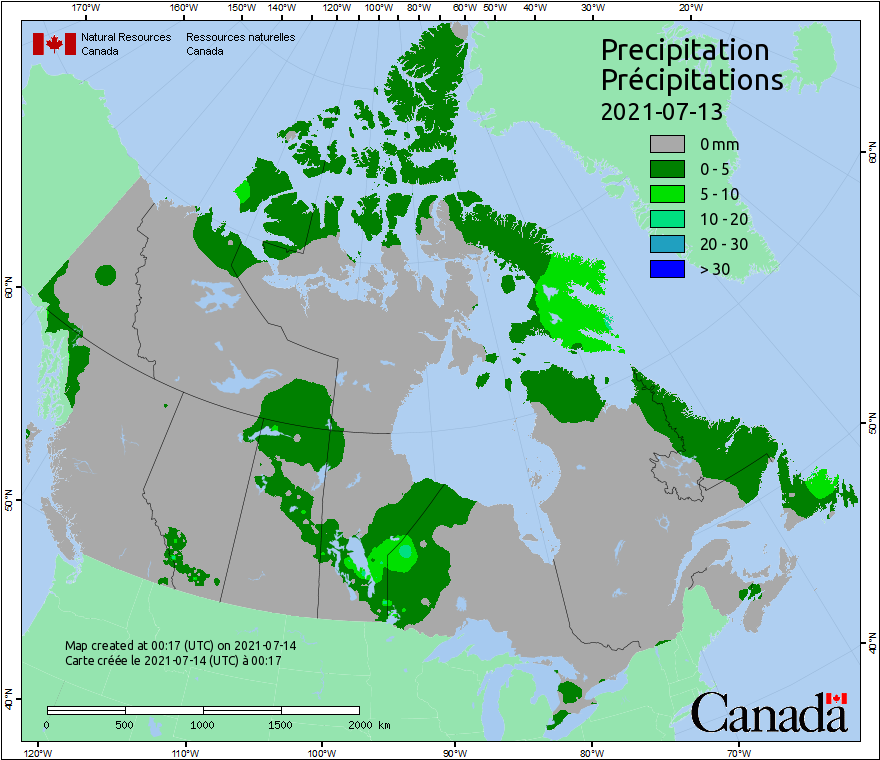 170°W 160°W 150°W 140°W 130°W 120°W 110°W 100°W 90°W 80°W 60°W 50°W 40°W 30°W 20°W
Natural Resources Canada
Ressources naturelles Canada
Precipitation
Précipitations
2021-07-13
0 mm
0 - 5
5 - 10
10 - 20
20 - 30
> 30
60°N
60°N
50°N
50°N
40°N
40°N
Map created at 00:17 (UTC) on 2021-07-14
Carte créée le 2021-07-14 (UTC) à 00:17
0 500 1000 1500 2000 km
Canada
120°W 110°W 100°W 90°W 80°W 70°W